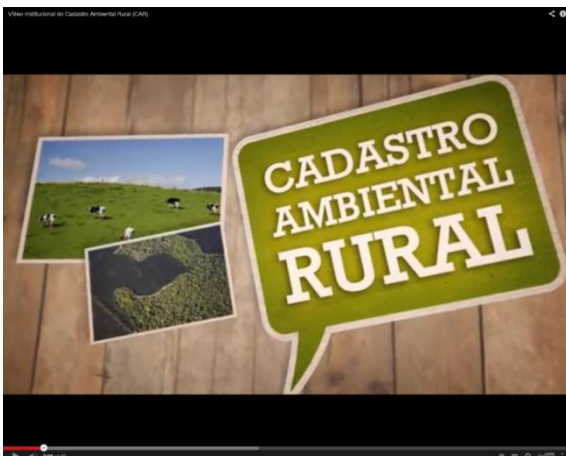 Vídeo Institucional do Cadastro Ambiental Rural (CAR)
CADASTRO
AMBIENTAL
RURAL